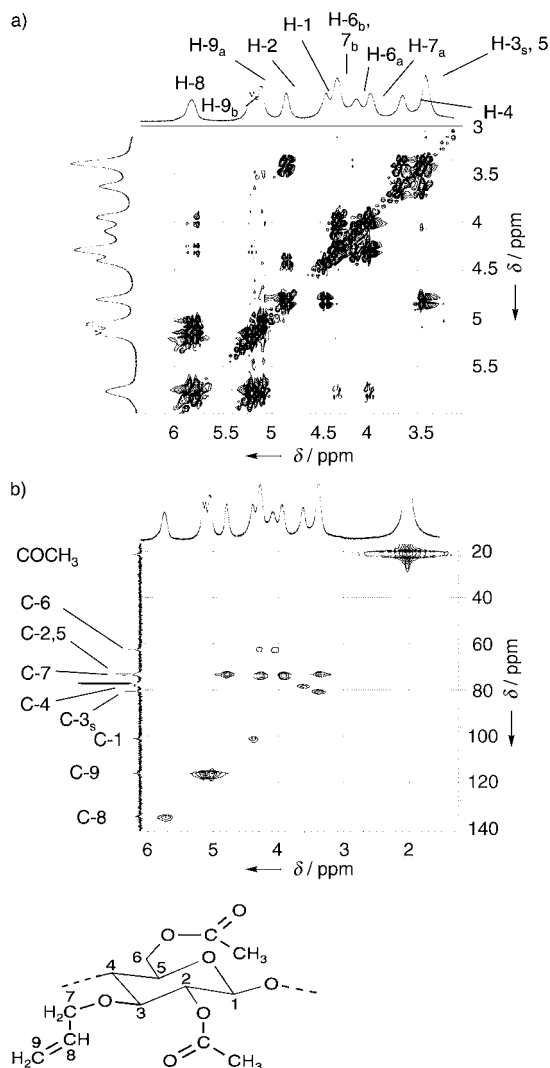 a)
H-6b,
H-1 7b
H-9a H-2 H-6a H-7a H-3s, 5
H-8
H-9b H-4
3
3.5
4
δ / ppm
4.5
5
5.5
6 5.5 5 4.5 4 3.5
δ / ppm
b)
COCH3 20
40
C-6
60
C-2,5
C-7
δ / ppm
80
C-4
C-3s
C-1 100
C-9
120
C-8
140
6 5 4 3 2
δ / ppm
O
O C
6 CH3
4 5 O
7 O 2 1 O
H2C 3 O
9 CH C
H2C 8 O CH3